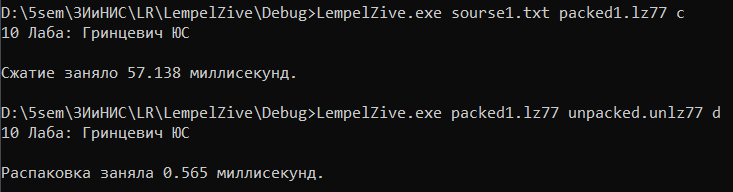 D:\5sem\ЗИиНИС\LR\LempelZive\Debug>LempelZive.exe sourse1.txt packed1.lz77 c
10 Лаба: Гринцевич ЮС
Сжатие заняло 57.138 миллисекунд.
D:\5sem\ЗИиНИС\LR\LempelZive\Debug>LempelZive.exe packed1.lz77 unpacked.unlz77 d
10 Лаба: Гринцевич ЮС
Распаковка заняла 0.565 миллисекунд.